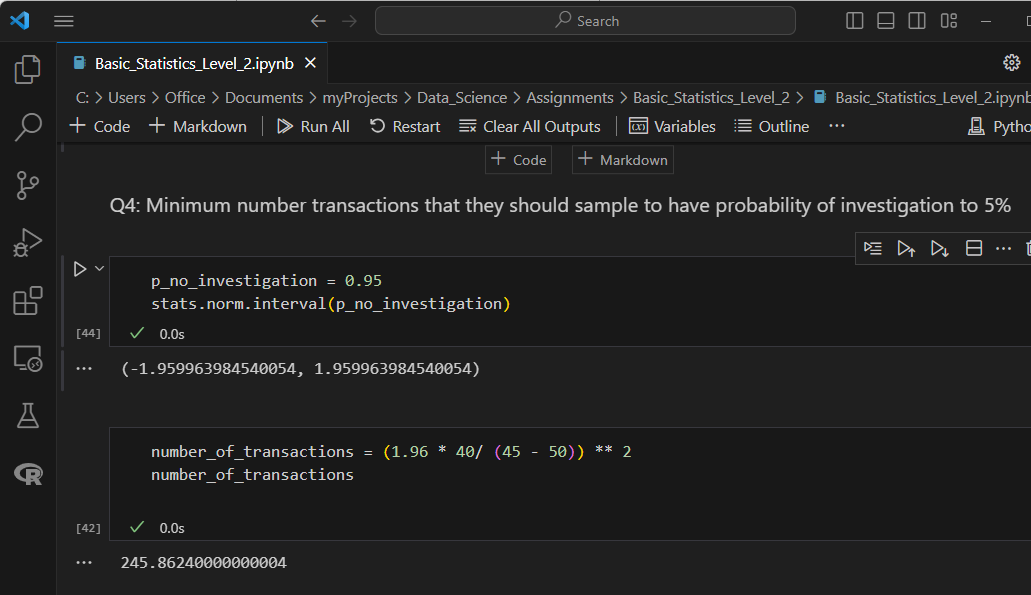 Search
Basic_Statistics_Level_2.ipynb
C: > Users > Office > Documents > myProjects > Data_Science > Assignments > Basic_Statistics_Level_2 > Basic_Statistics_Level_2.ipynb
+ Code + Markdown Run All Restart Clear All Outputs (x) Variables Outline ... Pytho
+ Code + Markdown
Q4: Minimum number transactions that they should sample to have probability of investigation to 5%
p_no_investigation = 0.95
stats.norm.interval(p_no_investigation)
[44] ✓ 0.0s
... (-1.959963984540054, 1.959963984540054)
number_of_transactions = (1.96 * 40/ (45 - 50)) ** 2
number_of_transactions
[42] ✓ 0.0s
... 245.86240000000004
R